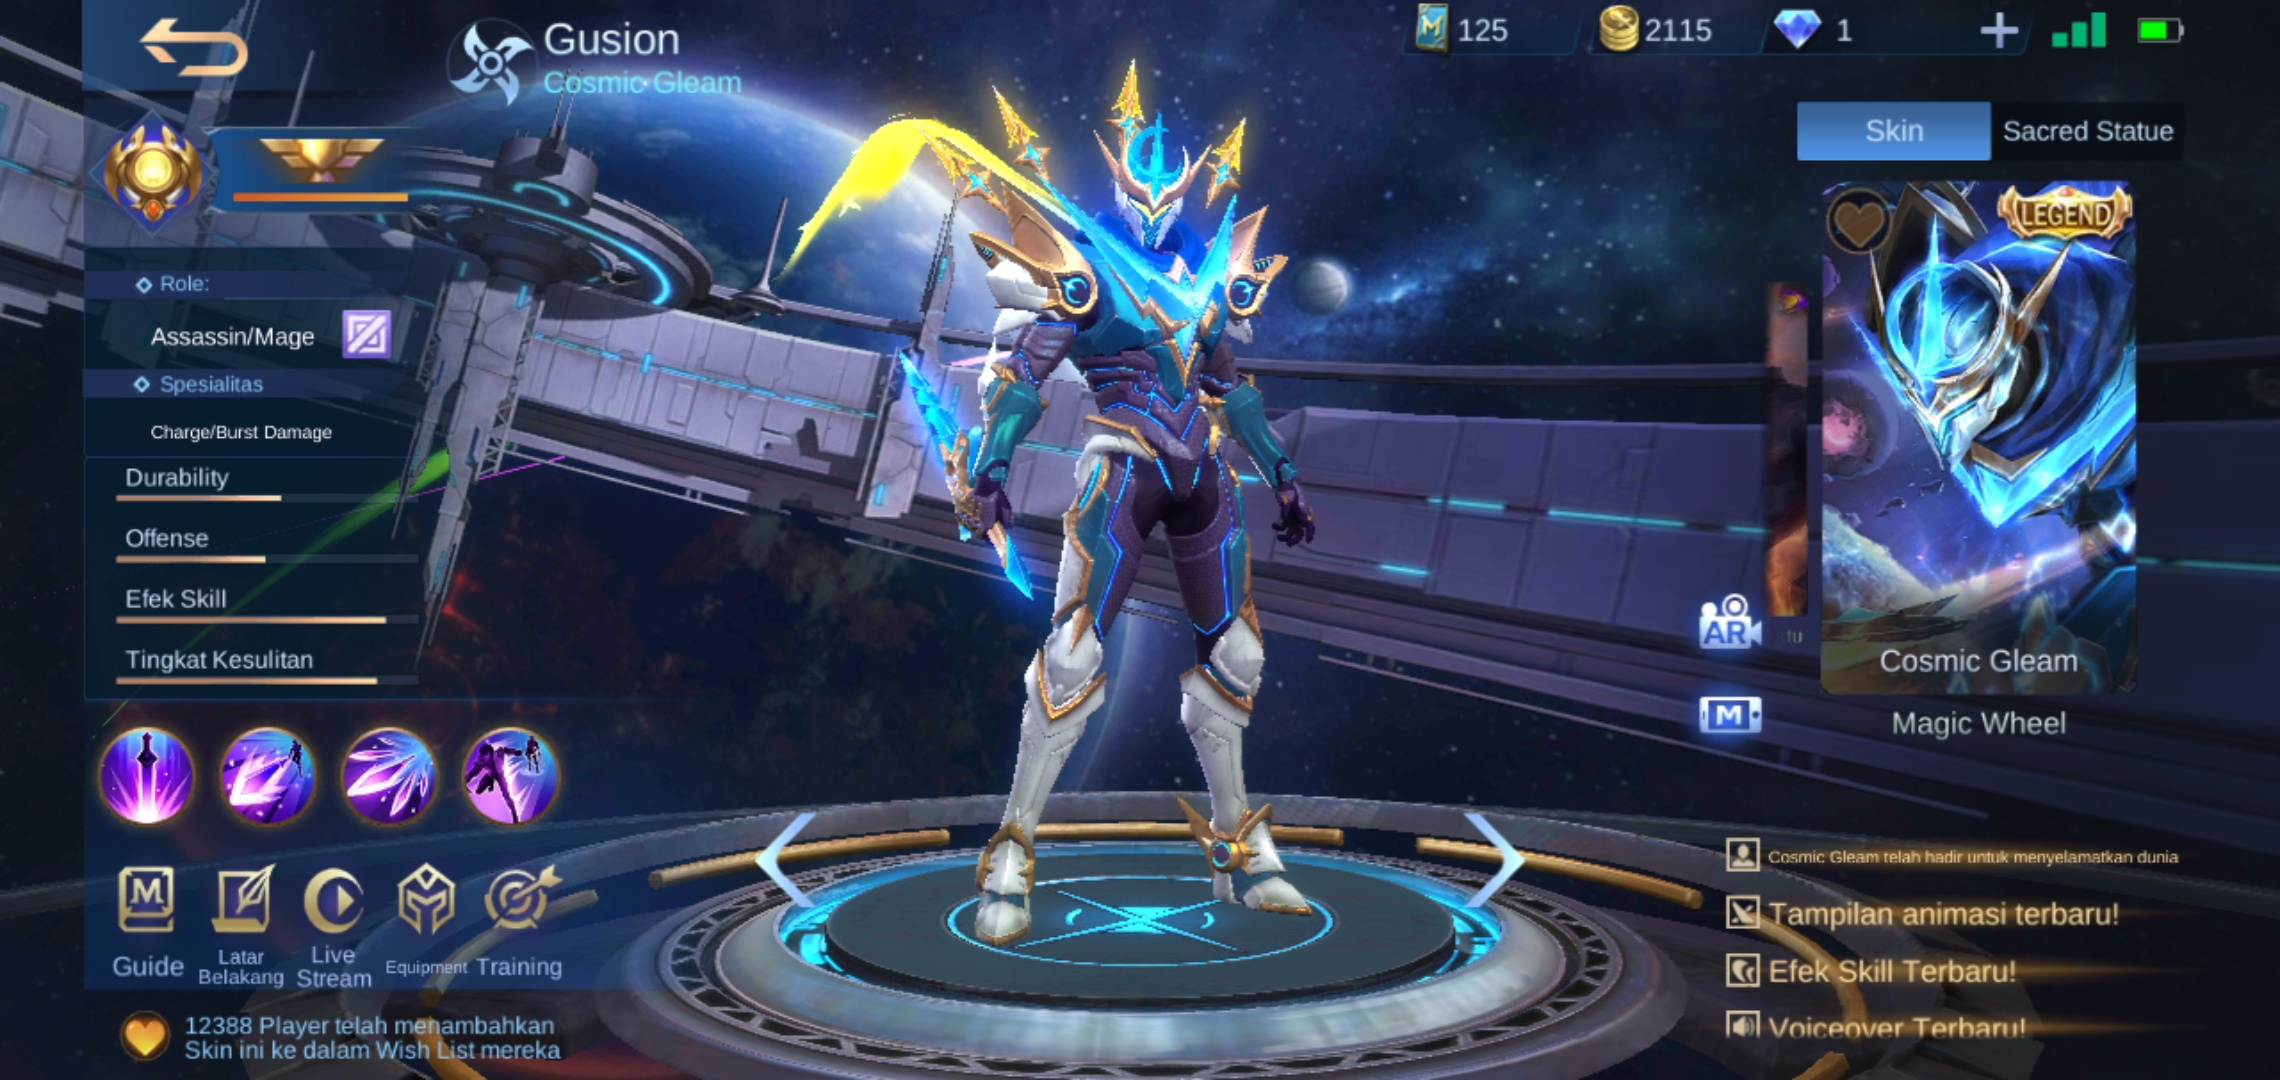 Gusion
Cosmic Gleam
125
2115
1
Skin
Sacred Statue
Role:
Assassin/Mage
Spesialitas
Charge/Burst Damage
Durability
Offense
Efek Skill
Tingkat Kesulitan
LEGEND
Cosmic Gleam
Magic Wheel
AR
M
M
Guide
Latar
Belakang
Live
Stream
Equipment
Training
12388 Player telah menambahkan
Skin ini ke dalam Wish List mereka
Cosmic Gleam telah hadir untuk menyelamatkan dunia
Tampilan animasi terbaru!
Efek Skill Terbaru!
Voiceover Terbaru!